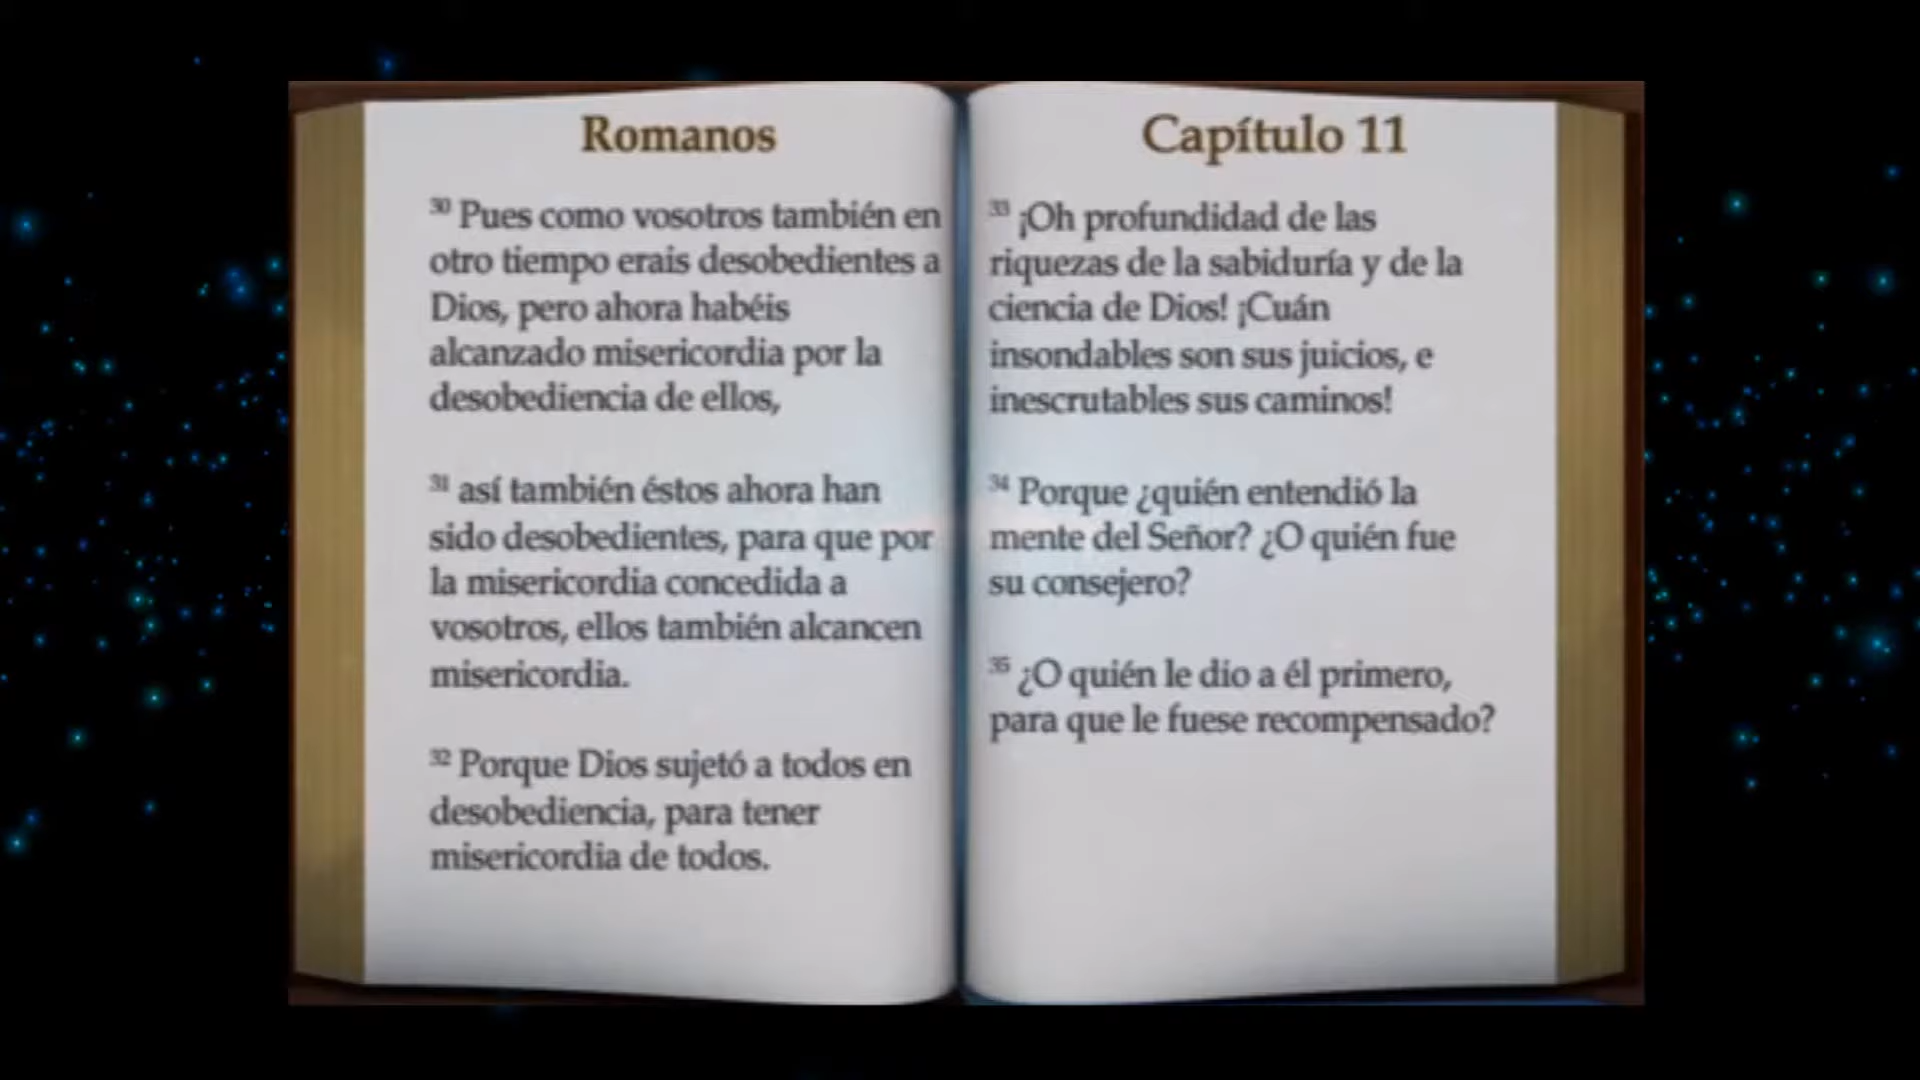 Romanos
30 Pues como vosotros también en
otro tiempo erais desobedientes a
Dios, pero ahora habéis
alcanzado misericordia por la
desobediencia de ellos,
31 así también éstos ahora han
sido desobedientes, para que por
la misericordia concedida a
vosotros, ellos también alcancen
misericordia.
32 Porque Dios sujetó a todos en
desobediencia, para tener
misericordia de todos.
Capítulo 11
33 ¡Oh profundidad de las
riquezas de la sabiduría y de la
ciencia de Dios! ¡Cuán
insondables son sus juicios, e
inescrutables sus caminos!
34 Porque ¿quién entendió la
mente del Señor? ¿O quién fue
su consejero?
35 ¿O quién le dio a él primero,
para que le fuese recompensado?